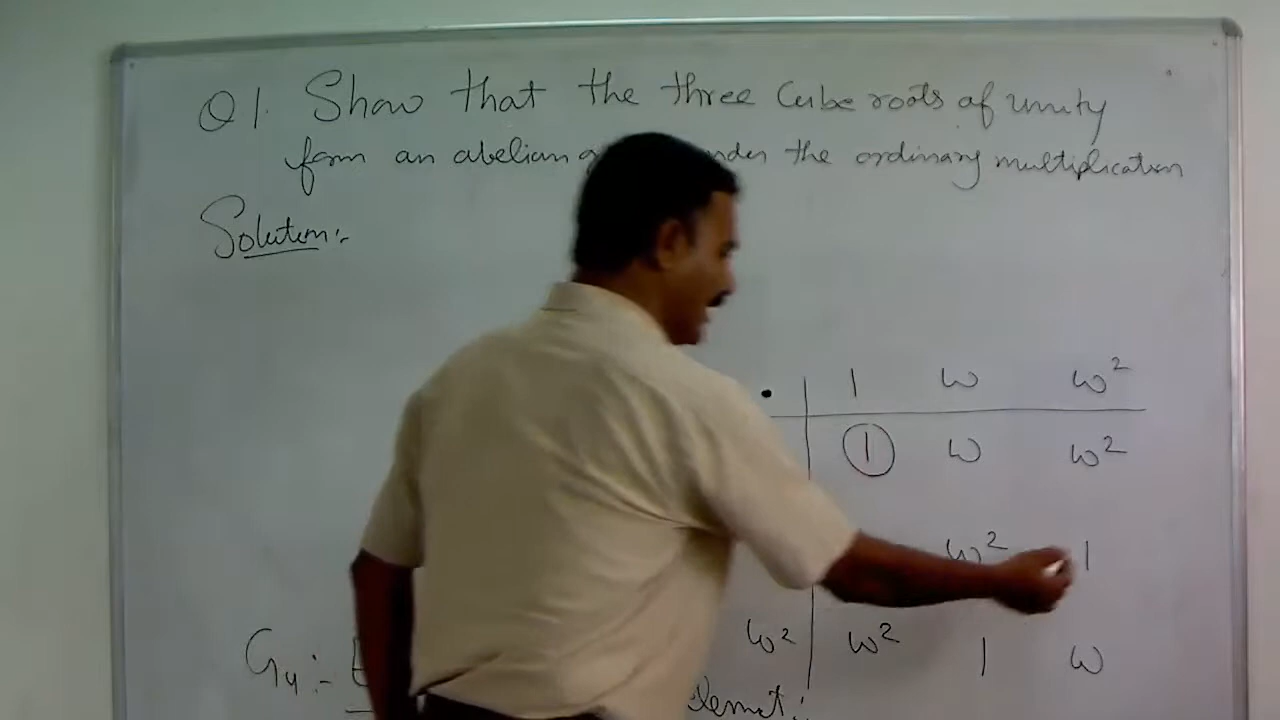 Q1. Show that the three Cube roots of unity
form an abelian under the ordinary multiplication
Solution:-
• 1 ω ω²
1 ω ω²
ω² 1
ω² ω² 1 ω
G₄:-